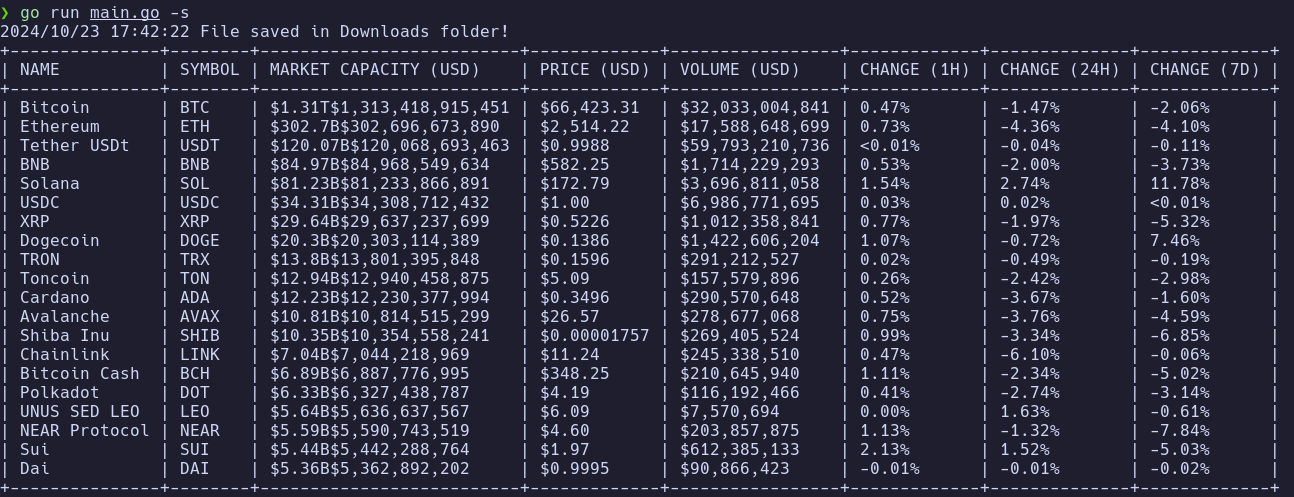 ❯ go run main.go -s
2024/10/23 17:42:22 File saved in Downloads folder!
+---------------+--------+--------------------------+-------------+-----------------+-------------+--------------+-------------+
| NAME          | SYMBOL | MARKET CAPACITY (USD)    | PRICE (USD) | VOLUME (USD)    | CHANGE (1H) | CHANGE (24H) | CHANGE (7D) |
+---------------+--------+--------------------------+-------------+-----------------+-------------+--------------+-------------+
| Bitcoin       | BTC    | $1.31T$1,313,418,915,451 | $66,423.31  | $32,033,004,841 | 0.47%       | -1.47%       | -2.06%      |
| Ethereum      | ETH    | $302.7B$302,696,673,890  | $2,514.22   | $17,588,648,699 | 0.73%       | -4.36%       | -4.10%      |
| Tether USDt   | USDT   | $120.07B$120,068,693,463 | $0.9988     | $59,793,210,736 | <0.01%      | -0.04%       | -0.11%      |
| BNB           | BNB    | $84.97B$84,968,549,634   | $582.25     | $1,714,229,293  | 0.53%       | -2.00%       | -3.73%      |
| Solana        | SOL    | $81.23B$81,233,866,891   | $172.79     | $3,696,811,058  | 1.54%       | 2.74%        | 11.78%      |
| USDC          | USDC   | $34.31B$34,308,712,432   | $1.00       | $6,986,771,695  | 0.03%       | 0.02%        | <0.01%      |
| XRP           | XRP    | $29.64B$29,637,237,699   | $0.5226     | $1,012,358,841  | 0.77%       | -1.97%       | -5.32%      |
| Dogecoin      | DOGE   | $20.3B$20,303,114,389    | $0.1386     | $1,422,606,204  | 1.07%       | -0.72%       | 7.46%       |
| TRON          | TRX    | $13.8B$13,801,395,848    | $0.1596     | $291,212,527    | 0.02%       | -0.49%       | -0.19%      |
| Toncoin       | TON    | $12.94B$12,940,458,875   | $5.09       | $157,579,896    | 0.26%       | -2.42%       | -2.98%      |
| Cardano       | ADA    | $12.23B$12,230,377,994   | $0.3496     | $290,570,648    | 0.52%       | -3.67%       | -1.60%      |
| Avalanche     | AVAX   | $10.81B$10,814,515,299   | $26.57      | $278,677,068    | 0.75%       | -3.76%       | -4.59%      |
| Shiba Inu     | SHIB   | $10.35B$10,354,558,241   | $0.00001757 | $269,405,524    | 0.99%       | -3.34%       | -6.85%      |
| Chainlink     | LINK   | $7.04B$7,044,218,969     | $11.24      | $245,338,510    | 0.47%       | -6.10%       | -0.06%      |
| Bitcoin Cash  | BCH    | $6.89B$6,887,776,995     | $348.25     | $210,645,940    | 1.11%       | -2.34%       | -5.02%      |
| Polkadot      | DOT    | $6.33B$6,327,438,787     | $4.19       | $116,192,466    | 0.41%       | -2.74%       | -3.14%      |
| UNUS SED LEO  | LEO    | $5.64B$5,636,637,567     | $6.09       | $7,570,694      | 0.00%       | 1.63%        | -0.61%      |
| NEAR Protocol | NEAR   | $5.59B$5,590,743,519     | $4.60       | $203,857,875    | 1.13%       | -1.32%       | -7.84%      |
| Sui           | SUI    | $5.44B$5,442,288,764     | $1.97       | $612,385,133    | 2.13%       | 1.52%        | -5.03%      |
| Dai           | DAI    | $5.36B$5,362,892,202     | $0.9995     | $90,866,423     | -0.01%      | -0.01%       | -0.02%      |
+---------------+--------+--------------------------+-------------+-----------------+-------------+--------------+-------------+